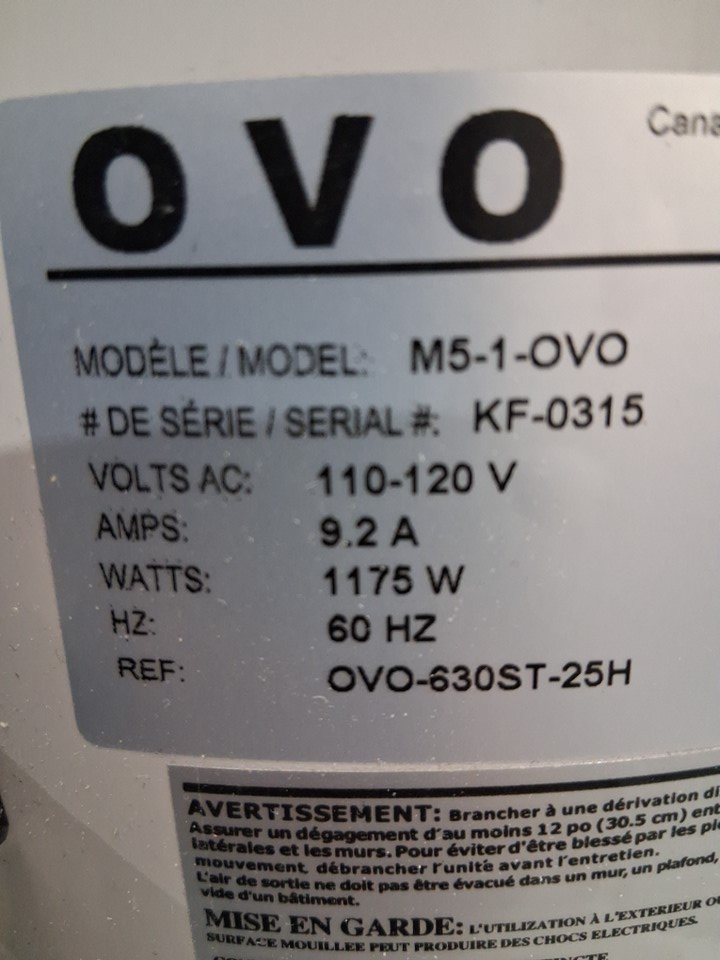 OVO
MODÈLE / MODEL: M5-1-OVO
# DE SÉRIE / SERIAL #: KF-0315
VOLTS AC: 110-120 V
AMPS: 9.2 A
WATTS: 1175 W
HZ: 60 HZ
REF: OVO-630ST-25H
AVERTISSEMENT: Brancher à une dérivation
Assurer un dégagement d'au moins 12 po (30.5 cm)
latérales et les murs. Pour éviter d'être blessé par les
mouvement, débrancher l'unité avant l'entretien.
L'air de sortie ne doit pas être évacué dans un mur, un plafond,
vide d'un bâtiment.
MISE EN GARDE: L'UTILIZATION À L'EXTERIEUR
SURFACE MOUILLEE PEUT PRODUIRE DES CHOCS ELECTRIQUES.